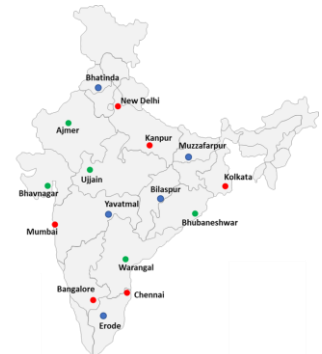 Bhatinda
New Delhi
Ajmer
Kanpur
Muzzafarpur
Ujjain
Kolkata
Bhavnagar
Bilaspur
Yavatmal
Bhubaneshwar
Mumbai
Warangal
Bangalore
Chennai
Erode